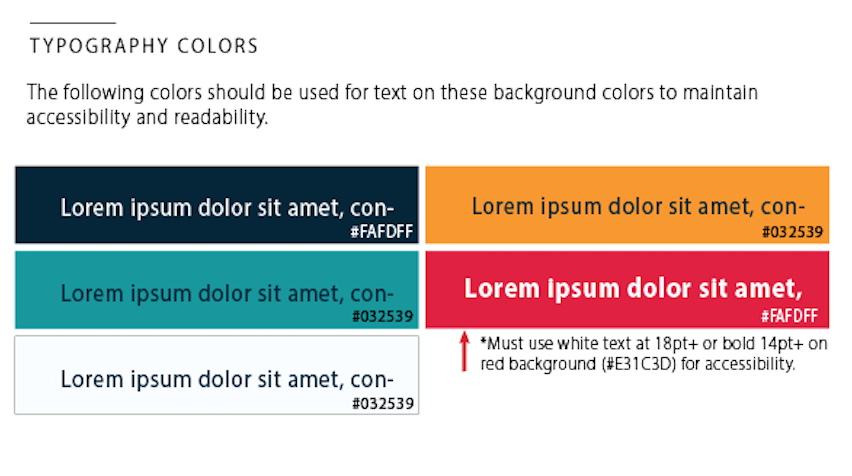 TYPOGRAPHY COLORS
The following colors should be used for text on these background colors to maintain
accessibility and readability.
Lorem ipsum dolor sit amet, con-
#FAFDFF
Lorem ipsum dolor sit amet, con-
#032539
Lorem ipsum dolor sit amet, con-
#032539
Lorem ipsum dolor sit amet,
#FAFDFF
*Must use white text at 18pt+ or bold 14pt+ on
red background (#E31C3D) for accessibility.
Lorem ipsum dolor sit amet, con-
#032539